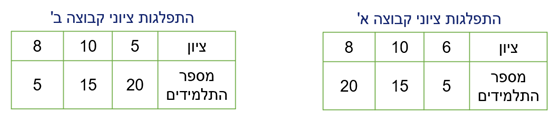 התפלגות ציוני קבוצה א'
ציון 6 10 8
מספר התלמידים 5 15 20
התפלגות ציוני קבוצה ב'
ציון 5 10 8
מספר התלמידים 20 15 5